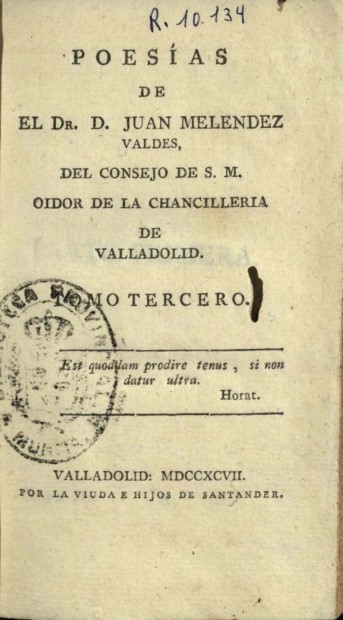 R. 10.134
POESÍAS
DE
EL DR. D. JUAN MELENDEZ
VALDES,
DEL CONSEJO DE S. M.
OIDOR DE LA CHANCILLERIA
DE
VALLADOLID.
TOMO TERCERO.
Est quoddam prodire tenus, si non
datur ultra.
Horat.
VALLADOLID: MDCCXCVII.
POR LA VIUDA E HIJOS DE SANTANDER.